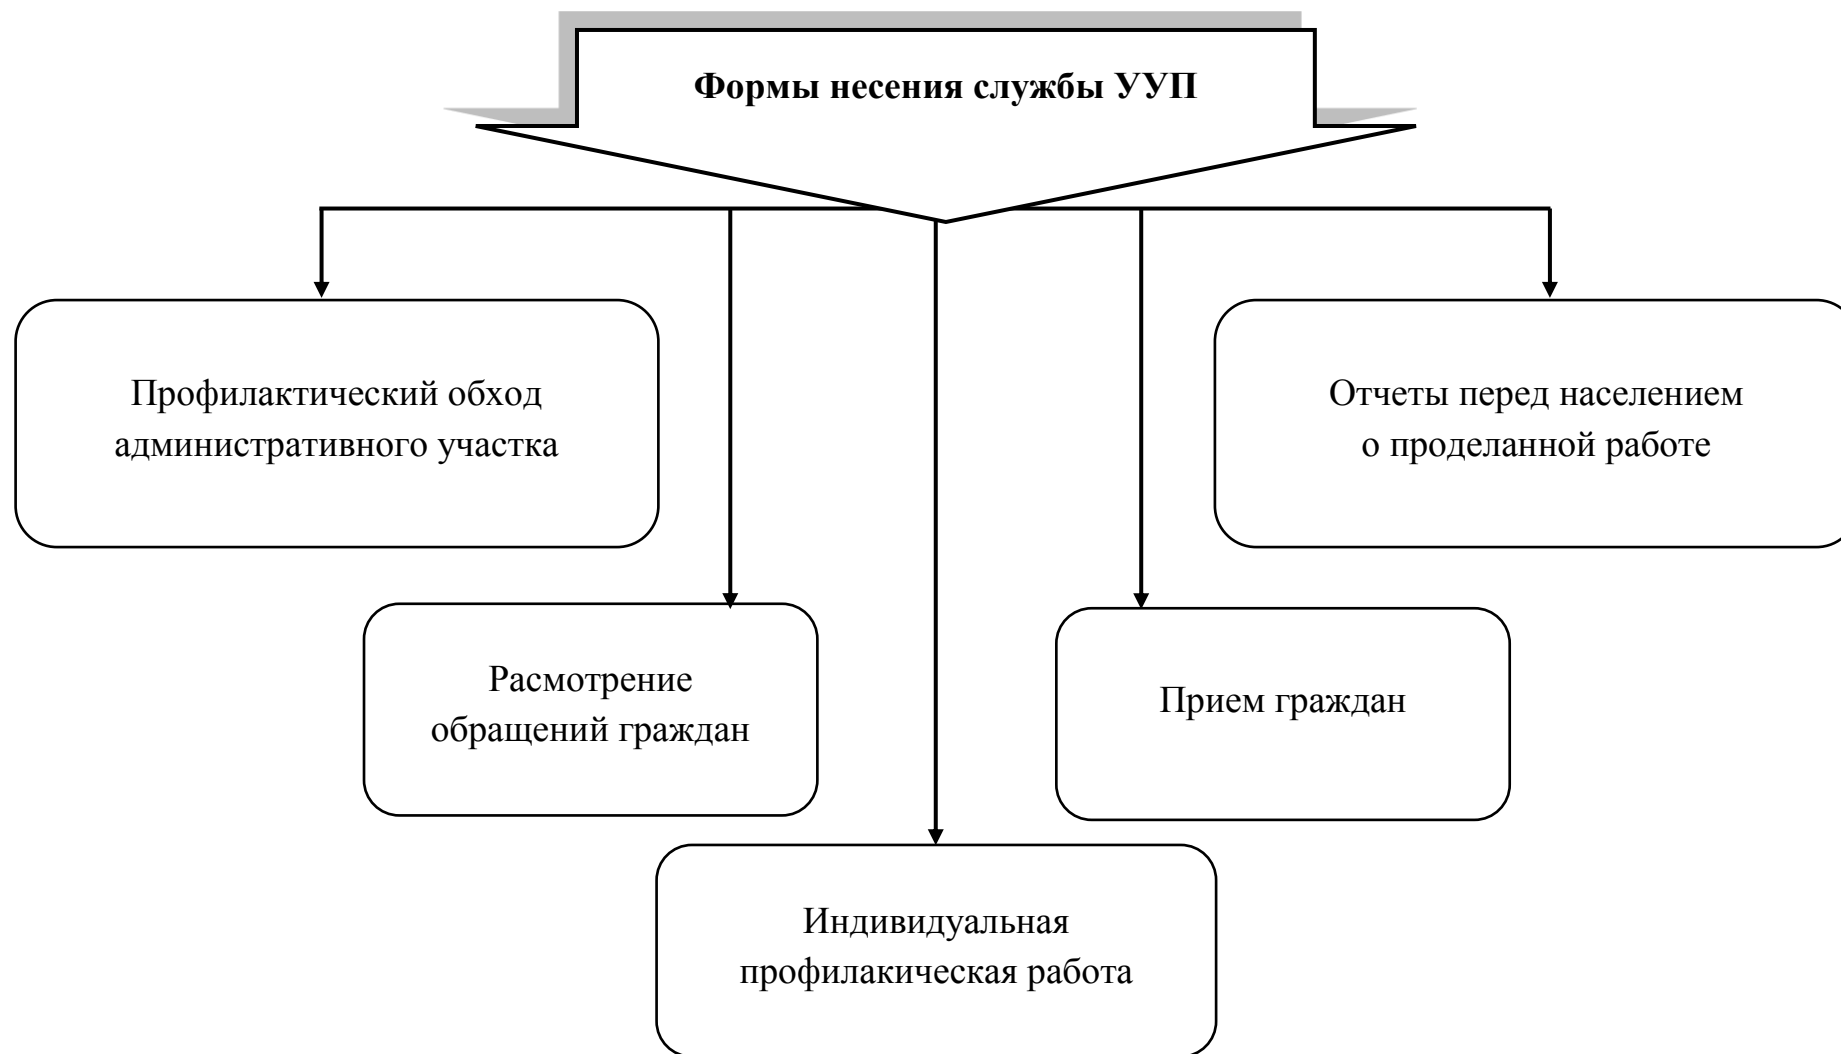 Формы несения службы УУП
Профилактический обход
административного участка
Отчеты перед населением
о проделанной работе
Расмотрение
обращений граждан
Прием граждан
Индивидуальная
профилакическая работа